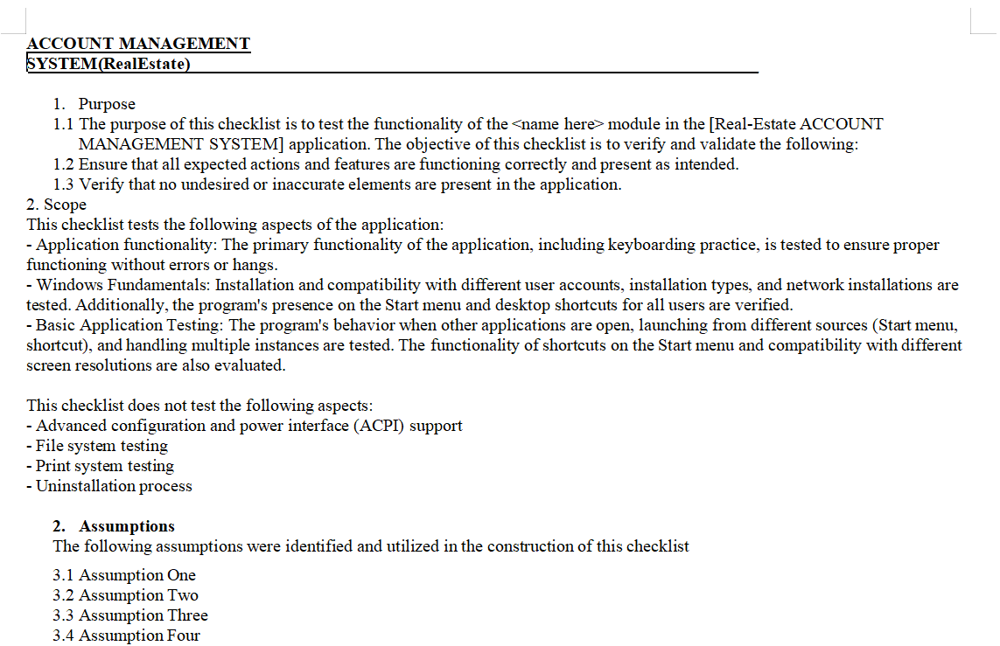 ACCOUNT MANAGEMENT
SYSTEM(RealEstate)
1. Purpose
1.1 The purpose of this checklist is to test the functionality of the <name here> module in the [Real-Estate ACCOUNT
MANAGEMENT SYSTEM] application. The objective of this checklist is to verify and validate the following:
1.2 Ensure that all expected actions and features are functioning correctly and present as intended.
1.3 Verify that no undesired or inaccurate elements are present in the application.
2. Scope
This checklist tests the following aspects of the application:
- Application functionality: The primary functionality of the application, including keyboarding practice, is tested to ensure proper
functioning without errors or hangs.
- Windows Fundamentals: Installation and compatibility with different user accounts, installation types, and network installations are
tested. Additionally, the program's presence on the Start menu and desktop shortcuts for all users are verified.
- Basic Application Testing: The program's behavior when other applications are open, launching from different sources (Start menu,
shortcut), and handling multiple instances are tested. The functionality of shortcuts on the Start menu and compatibility with different
screen resolutions are also evaluated.
This checklist does not test the following aspects:
- Advanced configuration and power interface (ACPI) support
- File system testing
- Print system testing
- Uninstallation process
2. Assumptions
The following assumptions were identified and utilized in the construction of this checklist
3.1 Assumption One
3.2 Assumption Two
3.3 Assumption Three
3.4 Assumption Four